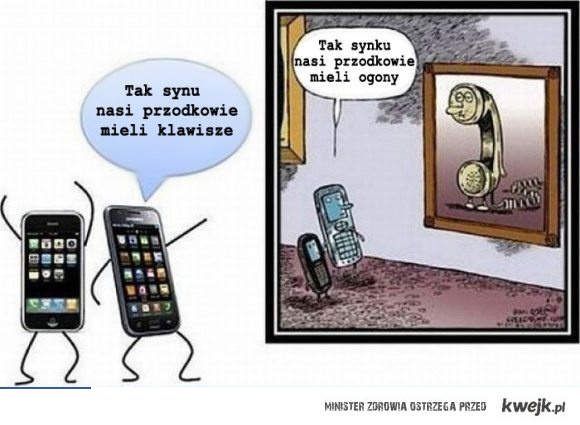 Tak synu
nasi przodkowie
mieli klawisze
Tak synku
nasi przodkowie
mieli ogony
MINISTER ZDROWIA OSTRZEGA PRZED kwejk.pl